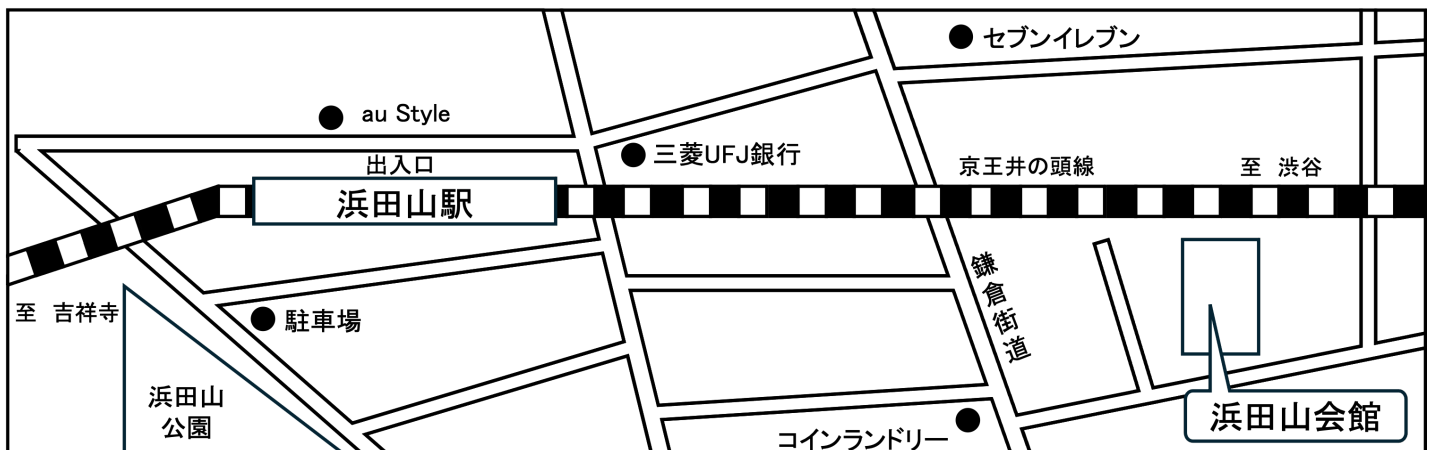 セブンイレブン
au Style
三菱UFJ銀行
出入口
京王井の頭線
至 渋谷
浜田山駅
鎌倉街道
至 吉祥寺
駐車場
浜田山
公園
浜田山会館
コインランドリー